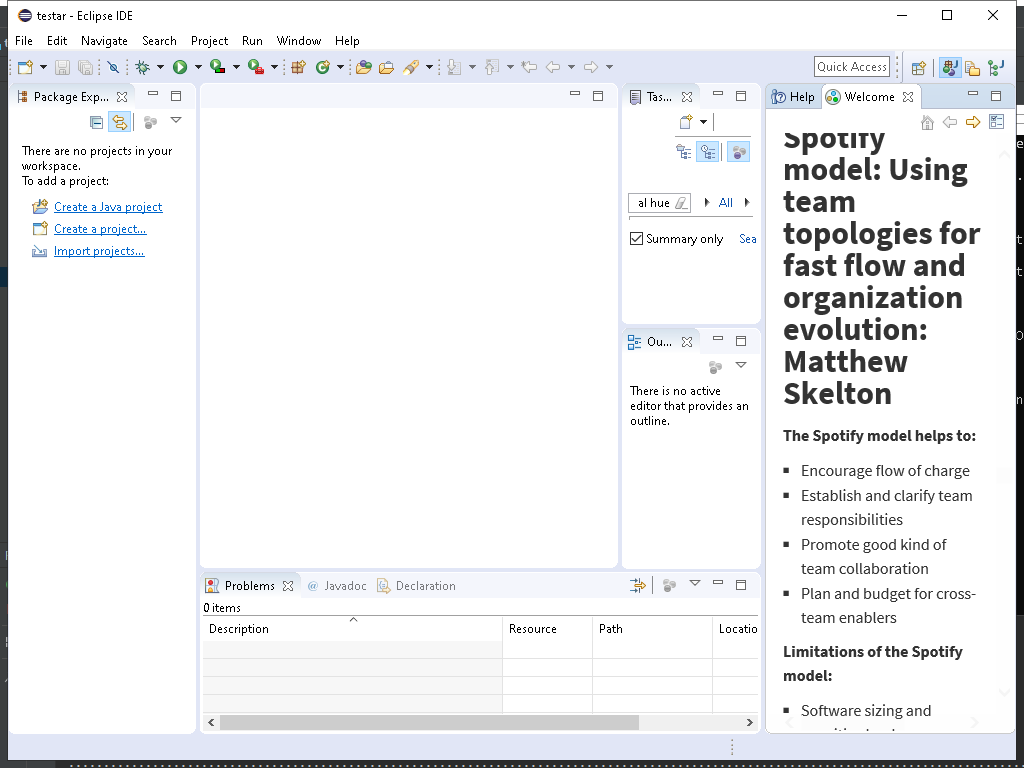 testar - Eclipse IDE
File Edit Navigate Search Project Run Window Help
Quick Access
Package Exp...
There are no projects in your
workspace.
To add a project:
Create a Java project
Create a project...
Import projects...
Tas...
al hue
All
Summary only Sea
Ou...
There is no active
editor that provides an
outline.
Problems @ Javadoc Declaration
0 items
Description Resource Path Locatio
Help Welcome
Spotify
model: Using
team
topologies for
fast flow and
organization
evolution:
Matthew
Skelton
The Spotify model helps to:
Encourage flow of charge
Establish and clarify team
responsibilities
Promote good kind of
team collaboration
Plan and budget for cross-
team enablers
Limitations of the Spotify
model:
Software sizing and